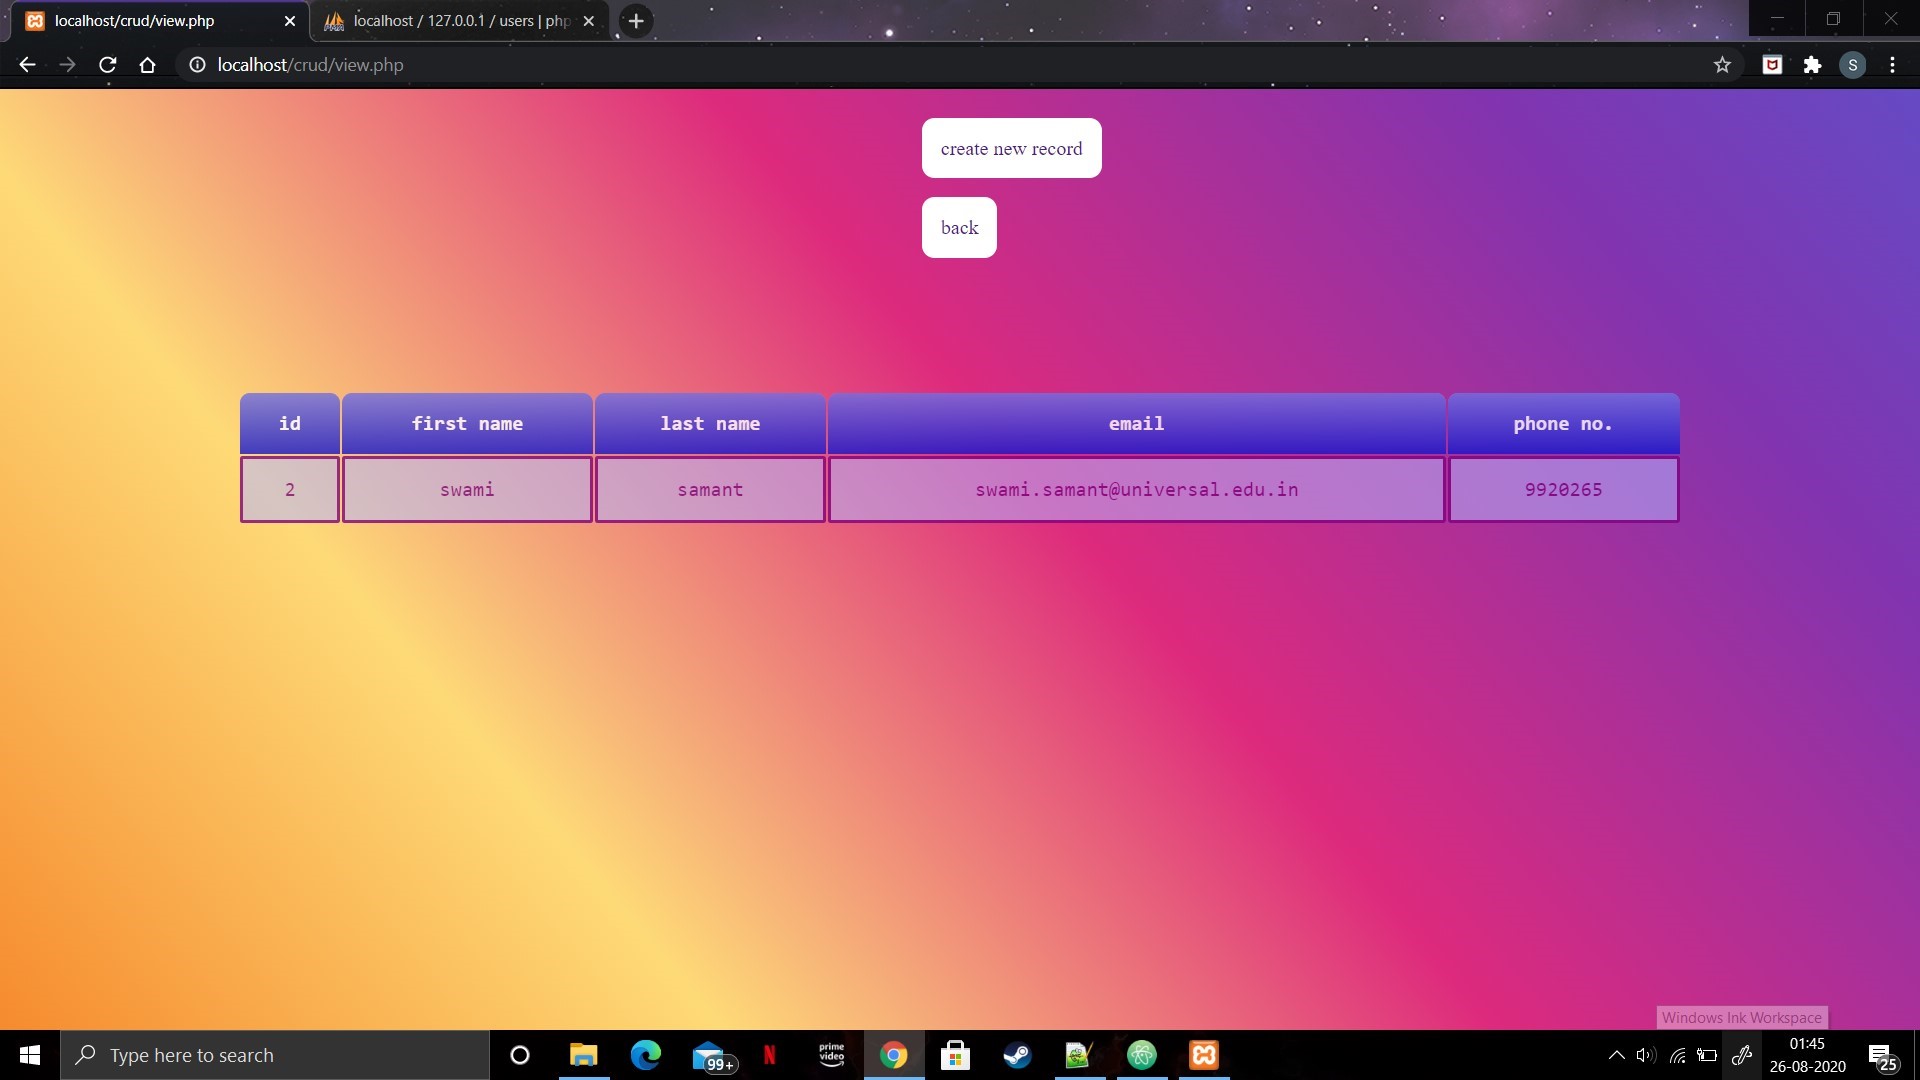 localhost/crud/view.php
localhost / 127.0.0.1 / users | php
localhost/crud/view.php
S
create new record
back
id first name last name email phone no.
2 swami samant swami.samant@universal.edu.in 9920265
Windows Ink Workspace
Type here to search
99+
N
prime video
01:45
26-08-2020
25